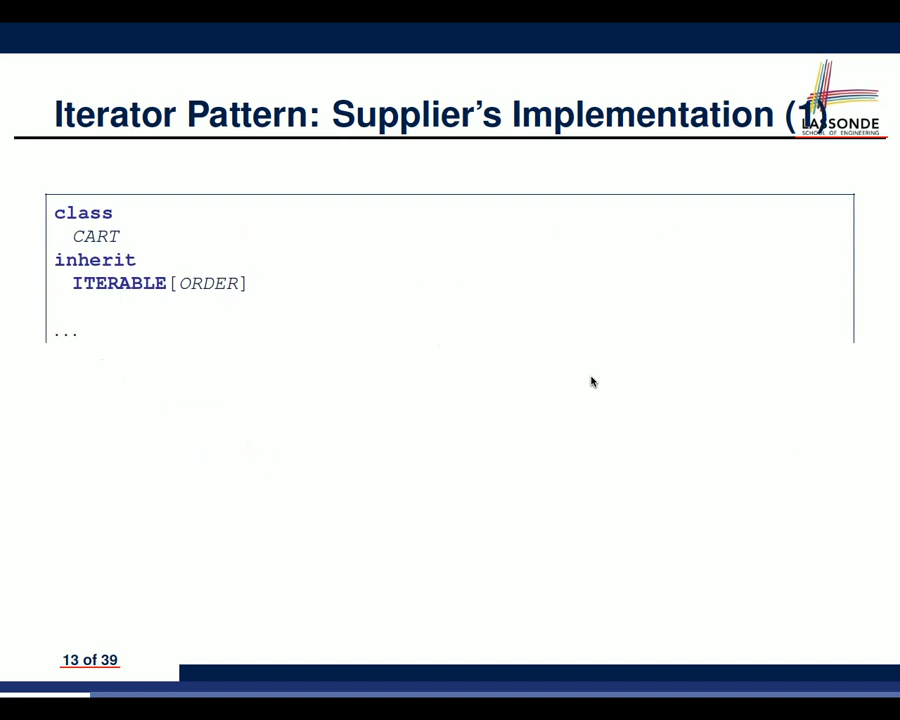 Iterator Pattern: Supplier's Implementation (1)
LASSONDE
SCHOOL OF ENGINEERING
class
CART
inherit
ITERABLE[ORDER]
...
13 of 39